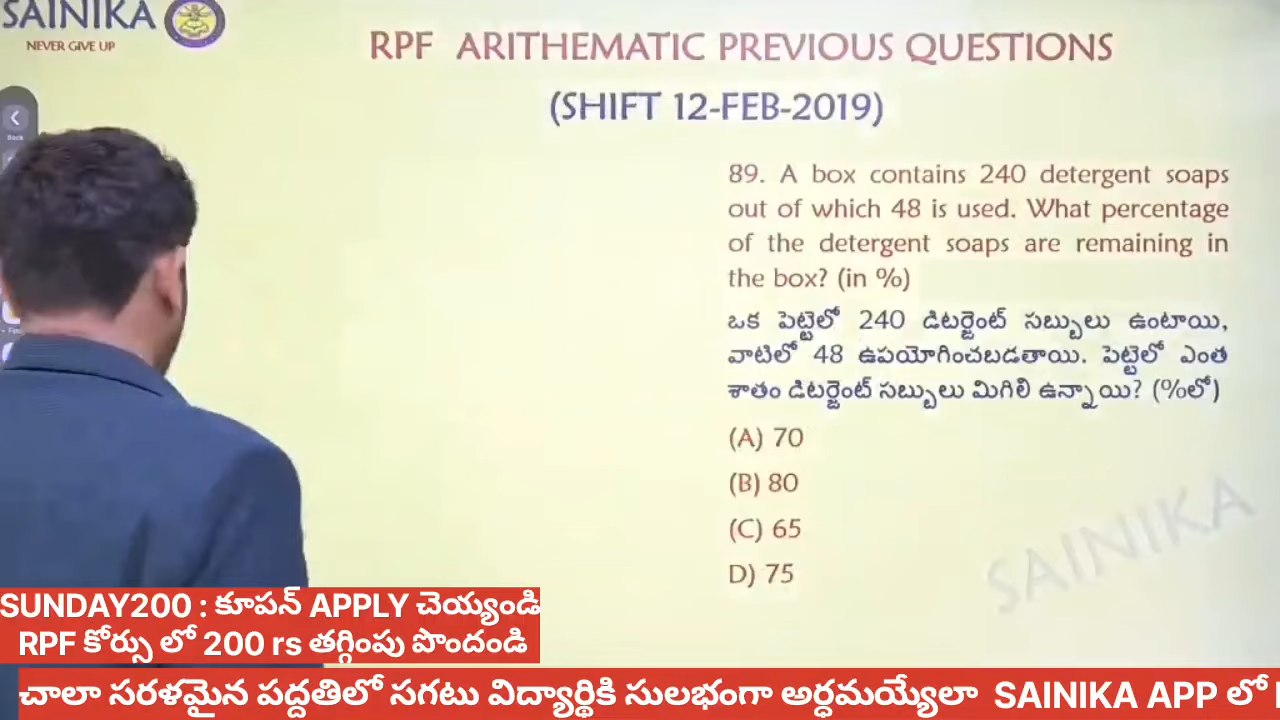 SAINIKA
NEVER GIVE UP
RPF ARITHEMATIC PREVIOUS QUESTIONS
(SHIFT 12-FEB-2019)
Back
89. A box contains 240 detergent soaps
out of which 48 is used. What percentage
of the detergent soaps are remaining in
the box? (in %)
ఒక పెట్టెలో 240 డిటర్జెంట్ సబ్బులు ఉంటాయి,
వాటిలో 48 ఉపయోగించబడతాయి. పెట్టెలో ఎంత
శాతం డిటర్జెంట్ సబ్బులు మిగిలి ఉన్నాయి? (%లో)
(A) 70
(B) 80
(C) 65
D) 75
SAINIKA
SUNDAY200 : కూపన్ APPLY చెయ్యండి
RPF కోర్సు లో 200 rs తగ్గింపు పొందండి
చాలా సరళమైన పద్దతిలో సగటు విద్యార్థికి సులభంగా అర్ధమయ్యేలా SAINIKA APP లో